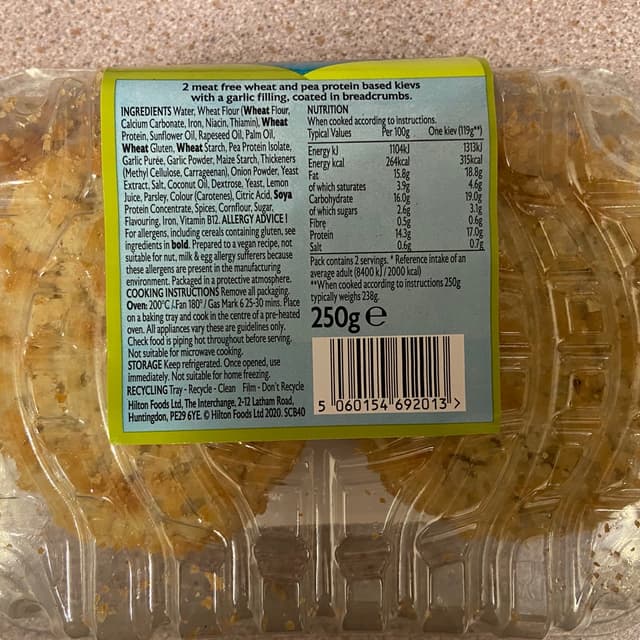 2 meat free wheat and pea protein based kievs
with a garlic filling, coated in breadcrumbs.
INGREDIENTS Water, Wheat Flour (Wheat Flour,
Calcium Carbonate, Iron, Niacin, Thiamin), Wheat
Protein, Sunflower Oil, Rapeseed Oil, Palm Oil,
Wheat Gluten, Wheat Starch, Pea Protein Isolate,
Garlic Purée, Garlic Powder, Maize Starch, Thickeners
(Methyl Cellulose, Carrageenan), Onion Powder, Yeast
Extract, Salt, Coconut Oil, Dextrose, Yeast, Lemon
Juice, Parsley, Colour (Carotenes), Citric Acid, Soya
Protein Concentrate, Spices, Cornflour, Sugar,
Flavouring, Iron, Vitamin B12. ALLERGY ADVICE !
For allergens, including cereals containing gluten, see
ingredients in bold. Prepared to a vegan recipe, not
suitable for nut, milk & egg allergy sufferers because
these allergens are present in the manufacturing
environment. Packaged in a protective atmosphere.
COOKING INSTRUCTIONS Remove all packaging.
Oven: 200°C /Fan 180° / Gas Mark 6 25-30 mins. Place
on a baking tray and cook in the centre of a pre-heated
oven. All appliances vary these are guidelines only.
Check food is piping hot throughout before serving.
Not suitable for microwave cooking.
STORAGE Keep refrigerated. Once opened, use
immediately. Not suitable for home freezing.
RECYCLING Tray - Recycle - Clean Film - Don't Recycle
Hilton Foods Ltd, The Interchange, 2-12 Latham Road,
Huntingdon, PE29 6YE. © Hilton Foods Ltd 2020. SCB40
NUTRITION
When cooked according to instructions.
Typical Values Per 100g One kiev (119g**)
Energy kJ 1104kJ 1313kJ
Energy kcal 264kcal 315kcal
Fat 15.8g 18.8g
of which saturates 3.9g 4.6g
Carbohydrate 16.0g 19.0g
of which sugars 2.6g 3.1g
Fibre 0.5g 0.6g
Protein 14.3g 17.0g
Salt 0.6g 0.7g
Pack contains 2 servings. * Reference intake of an
average adult (8400 kJ / 2000 kcal)
**When cooked according to instructions 250g
typically weighs 238g.
250g e
5 060154 692013 >